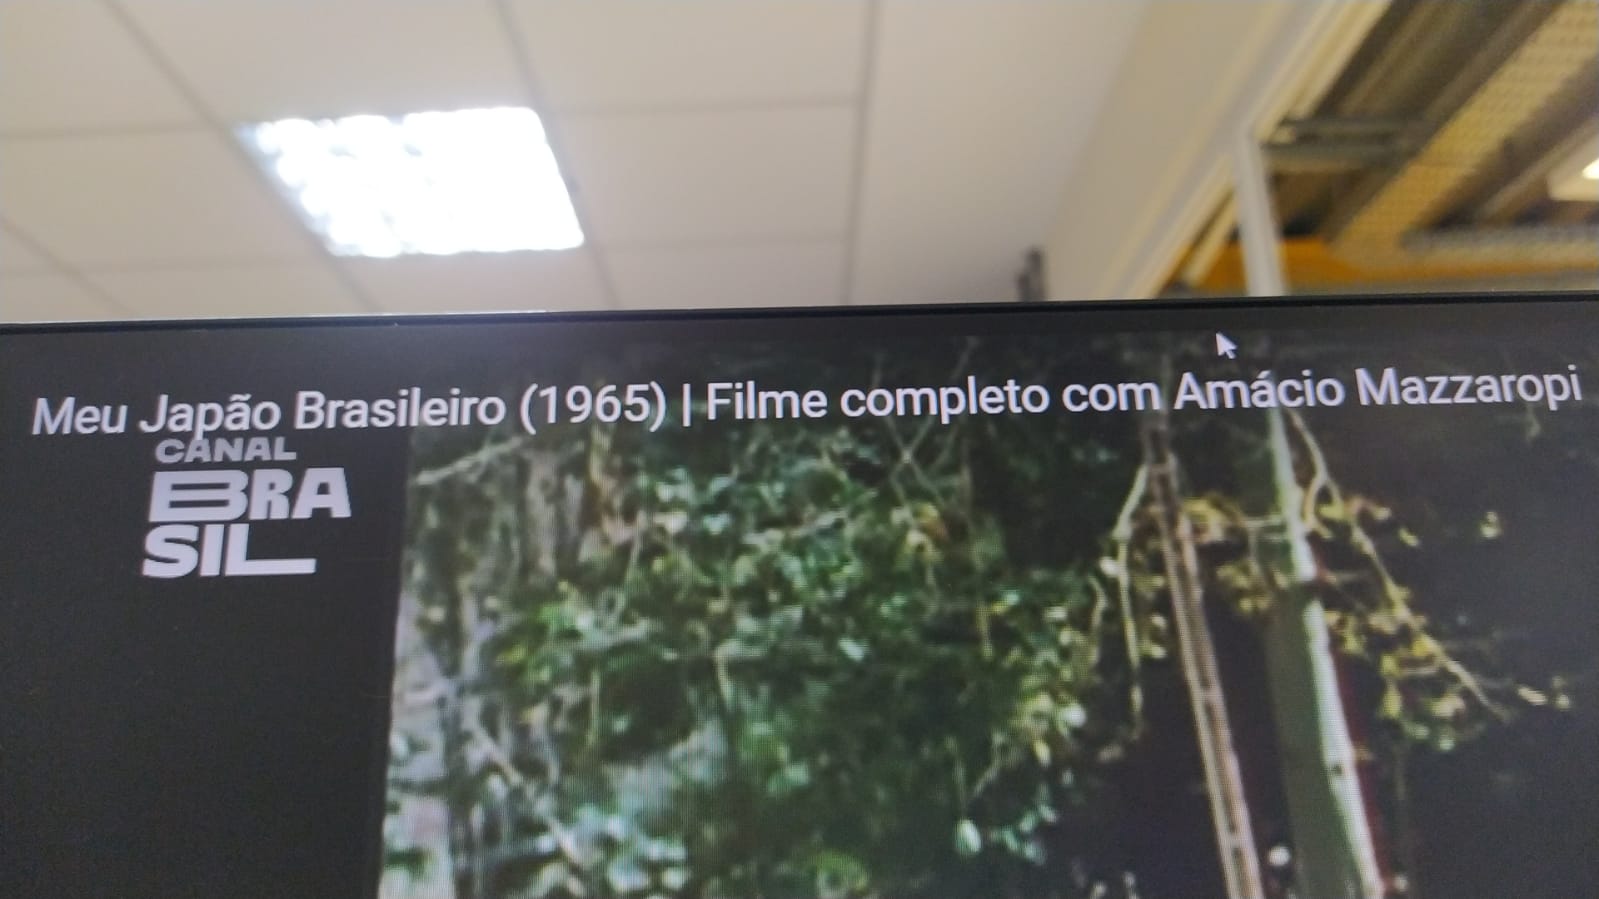 Meu Japão Brasileiro (1965) | Filme completo com Amácio Mazzaropi
CANAL
BRA
SIL